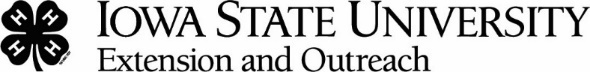 H H
H H
IOWA STATE UNIVERSITY
Extension and Outreach